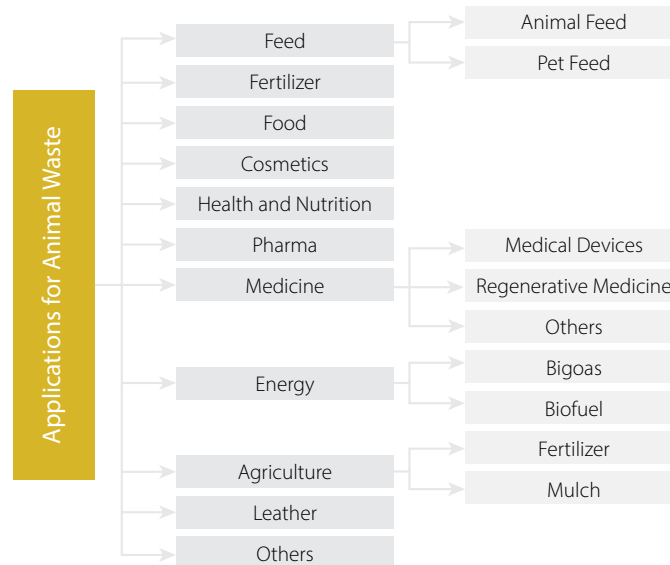 Applications for Animal Waste
Feed
Animal Feed
Pet Feed
Fertilizer
Food
Cosmetics
Health and Nutrition
Pharma
Medicine
Medical Devices
Regenerative Medicine
Others
Energy
Bigoas
Biofuel
Agriculture
Fertilizer
Mulch
Leather
Others